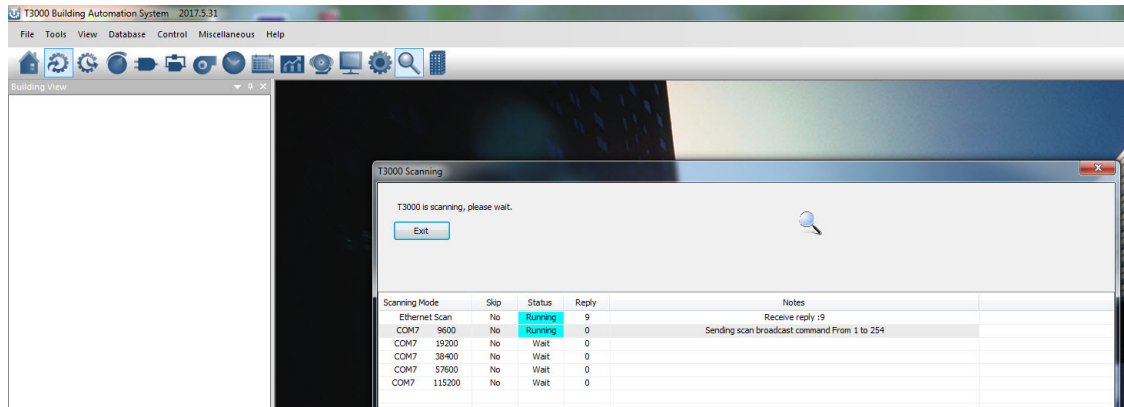 T3000 Building Automation System 2017.5.31
File Tools View Database Control Miscellaneous Help
Building View
T3000 Scanning
T3000 is scanning, please wait.
Exit
Scanning Mode Skip Status Reply Notes
Ethernet Scan No Running 9 Receive reply :9
COM7 9600 No Running 0 Sending scan broadcast command From 1 to 254
COM7 19200 No Wait 0
COM7 38400 No Wait 0
COM7 57600 No Wait 0
COM7 115200 No Wait 0